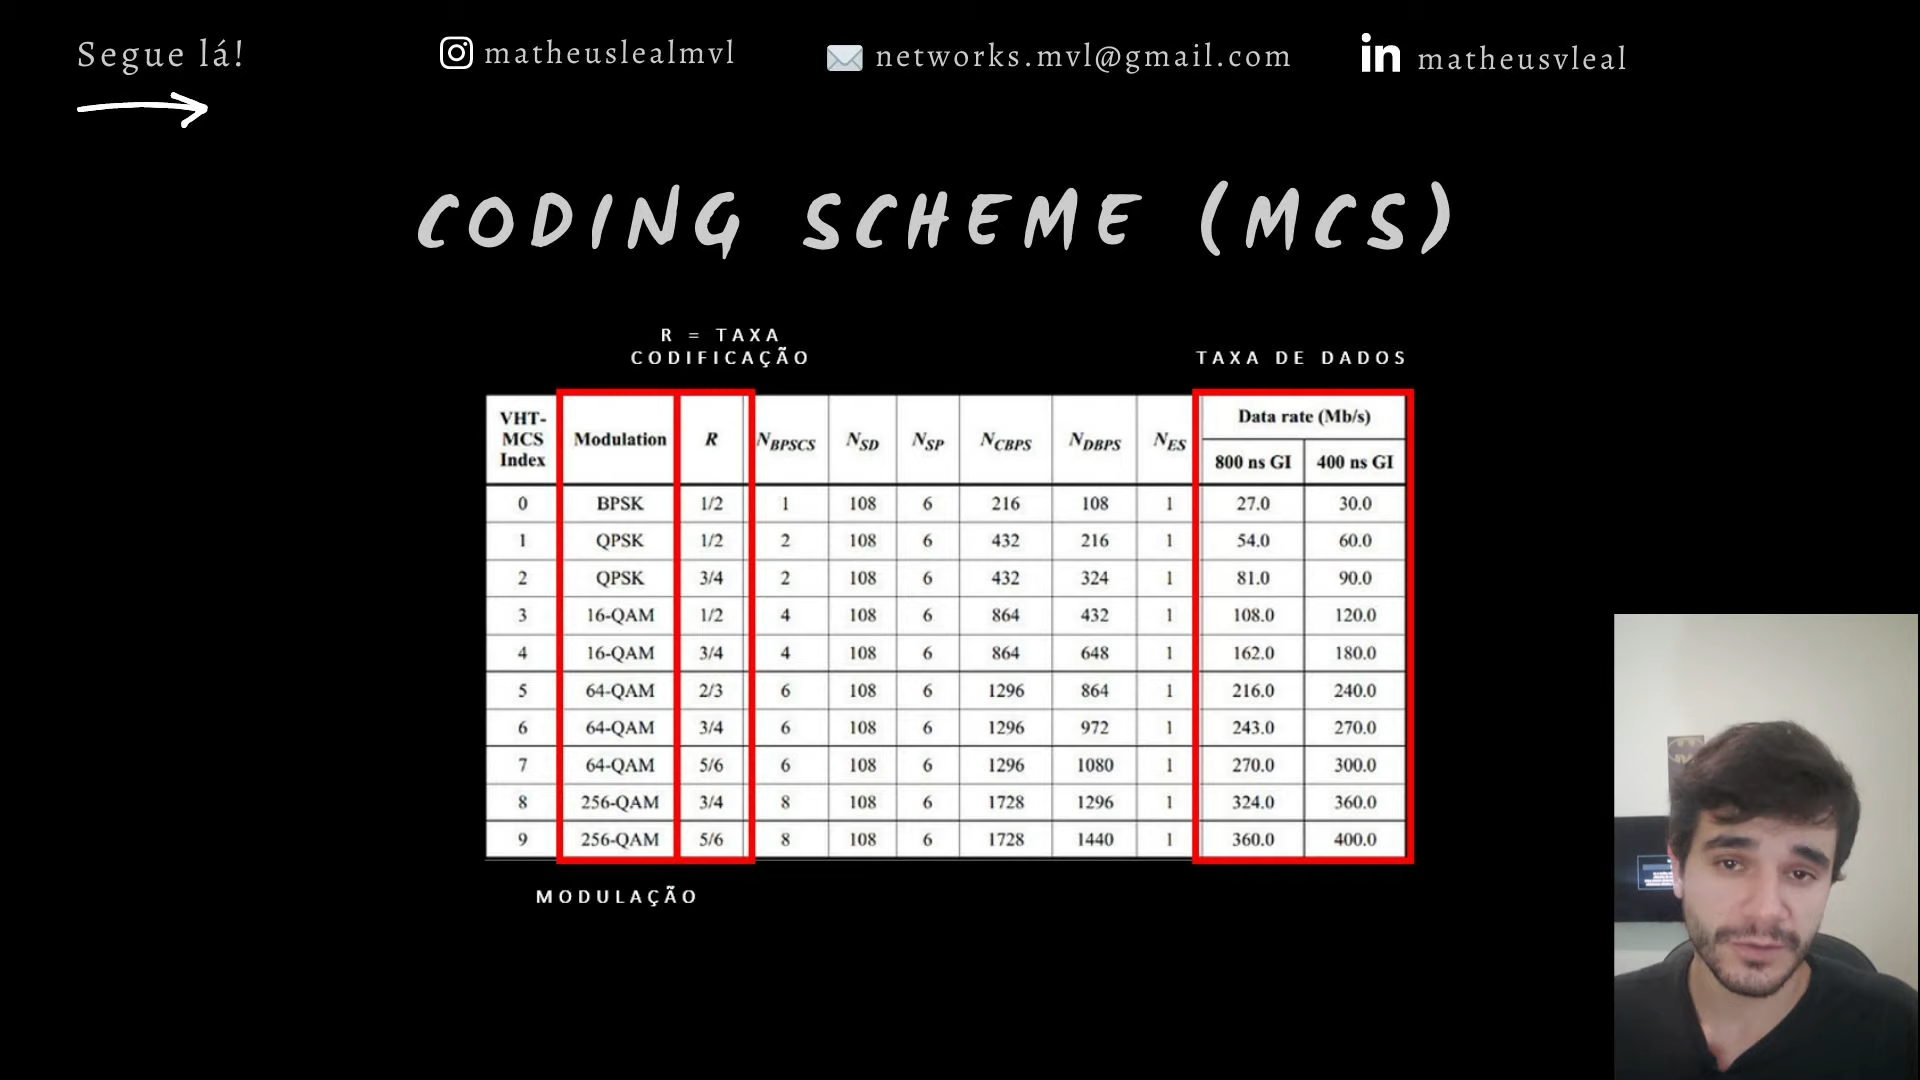 Segue lá!
matheuslealmvl
networks.mvl@gmail.com
in matheusvleal
CODING SCHEME (MCS)
R = TAXA
CODIFICAÇÃO
TAXA DE DADOS
VHT-MCS Index Modulation R N_BPSCS N_SD N_SP N_CBPS N_DBPS N_ES Data rate (Mb/s)
800 ns GI 400 ns GI
0 BPSK 1/2 1 108 6 216 108 1 27.0 30.0
1 QPSK 1/2 2 108 6 432 216 1 54.0 60.0
2 QPSK 3/4 2 108 6 432 324 1 81.0 90.0
3 16-QAM 1/2 4 108 6 864 432 1 108.0 120.0
4 16-QAM 3/4 4 108 6 864 648 1 162.0 180.0
5 64-QAM 2/3 6 108 6 1296 864 1 216.0 240.0
6 64-QAM 3/4 6 108 6 1296 972 1 243.0 270.0
7 64-QAM 5/6 6 108 6 1296 1080 1 270.0 300.0
8 256-QAM 3/4 8 108 6 1728 1296 1 324.0 360.0
9 256-QAM 5/6 8 108 6 1728 1440 1 360.0 400.0
MODULAÇÃO